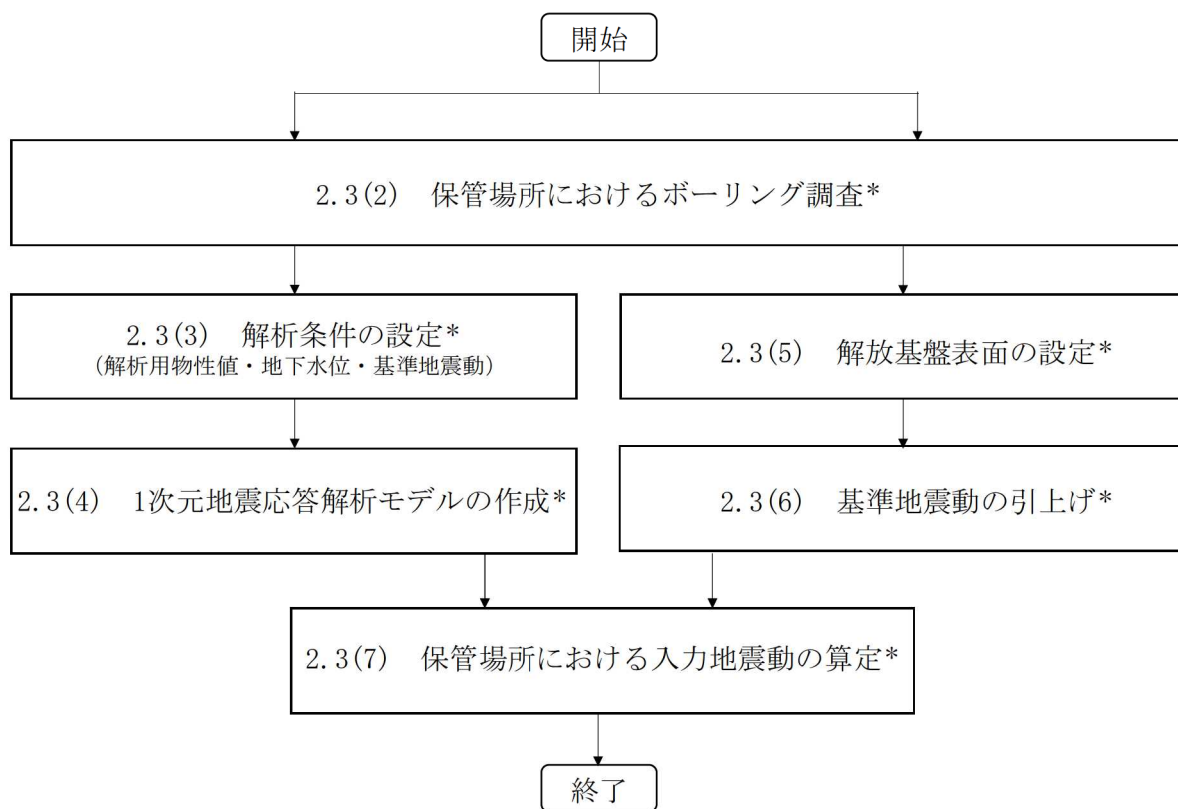 開始
2.3(2)　保管場所におけるボーリング調査*
2.3(3)　解析条件の設定*
(解析用物性値・地下水位・基準地震動)
2.3(5)　解放基盤表面の設定*
2.3(4)　1次元地震応答解析モデルの作成*
2.3(6)　基準地震動の引上げ*
2.3(7)　保管場所における入力地震動の算定*
終了